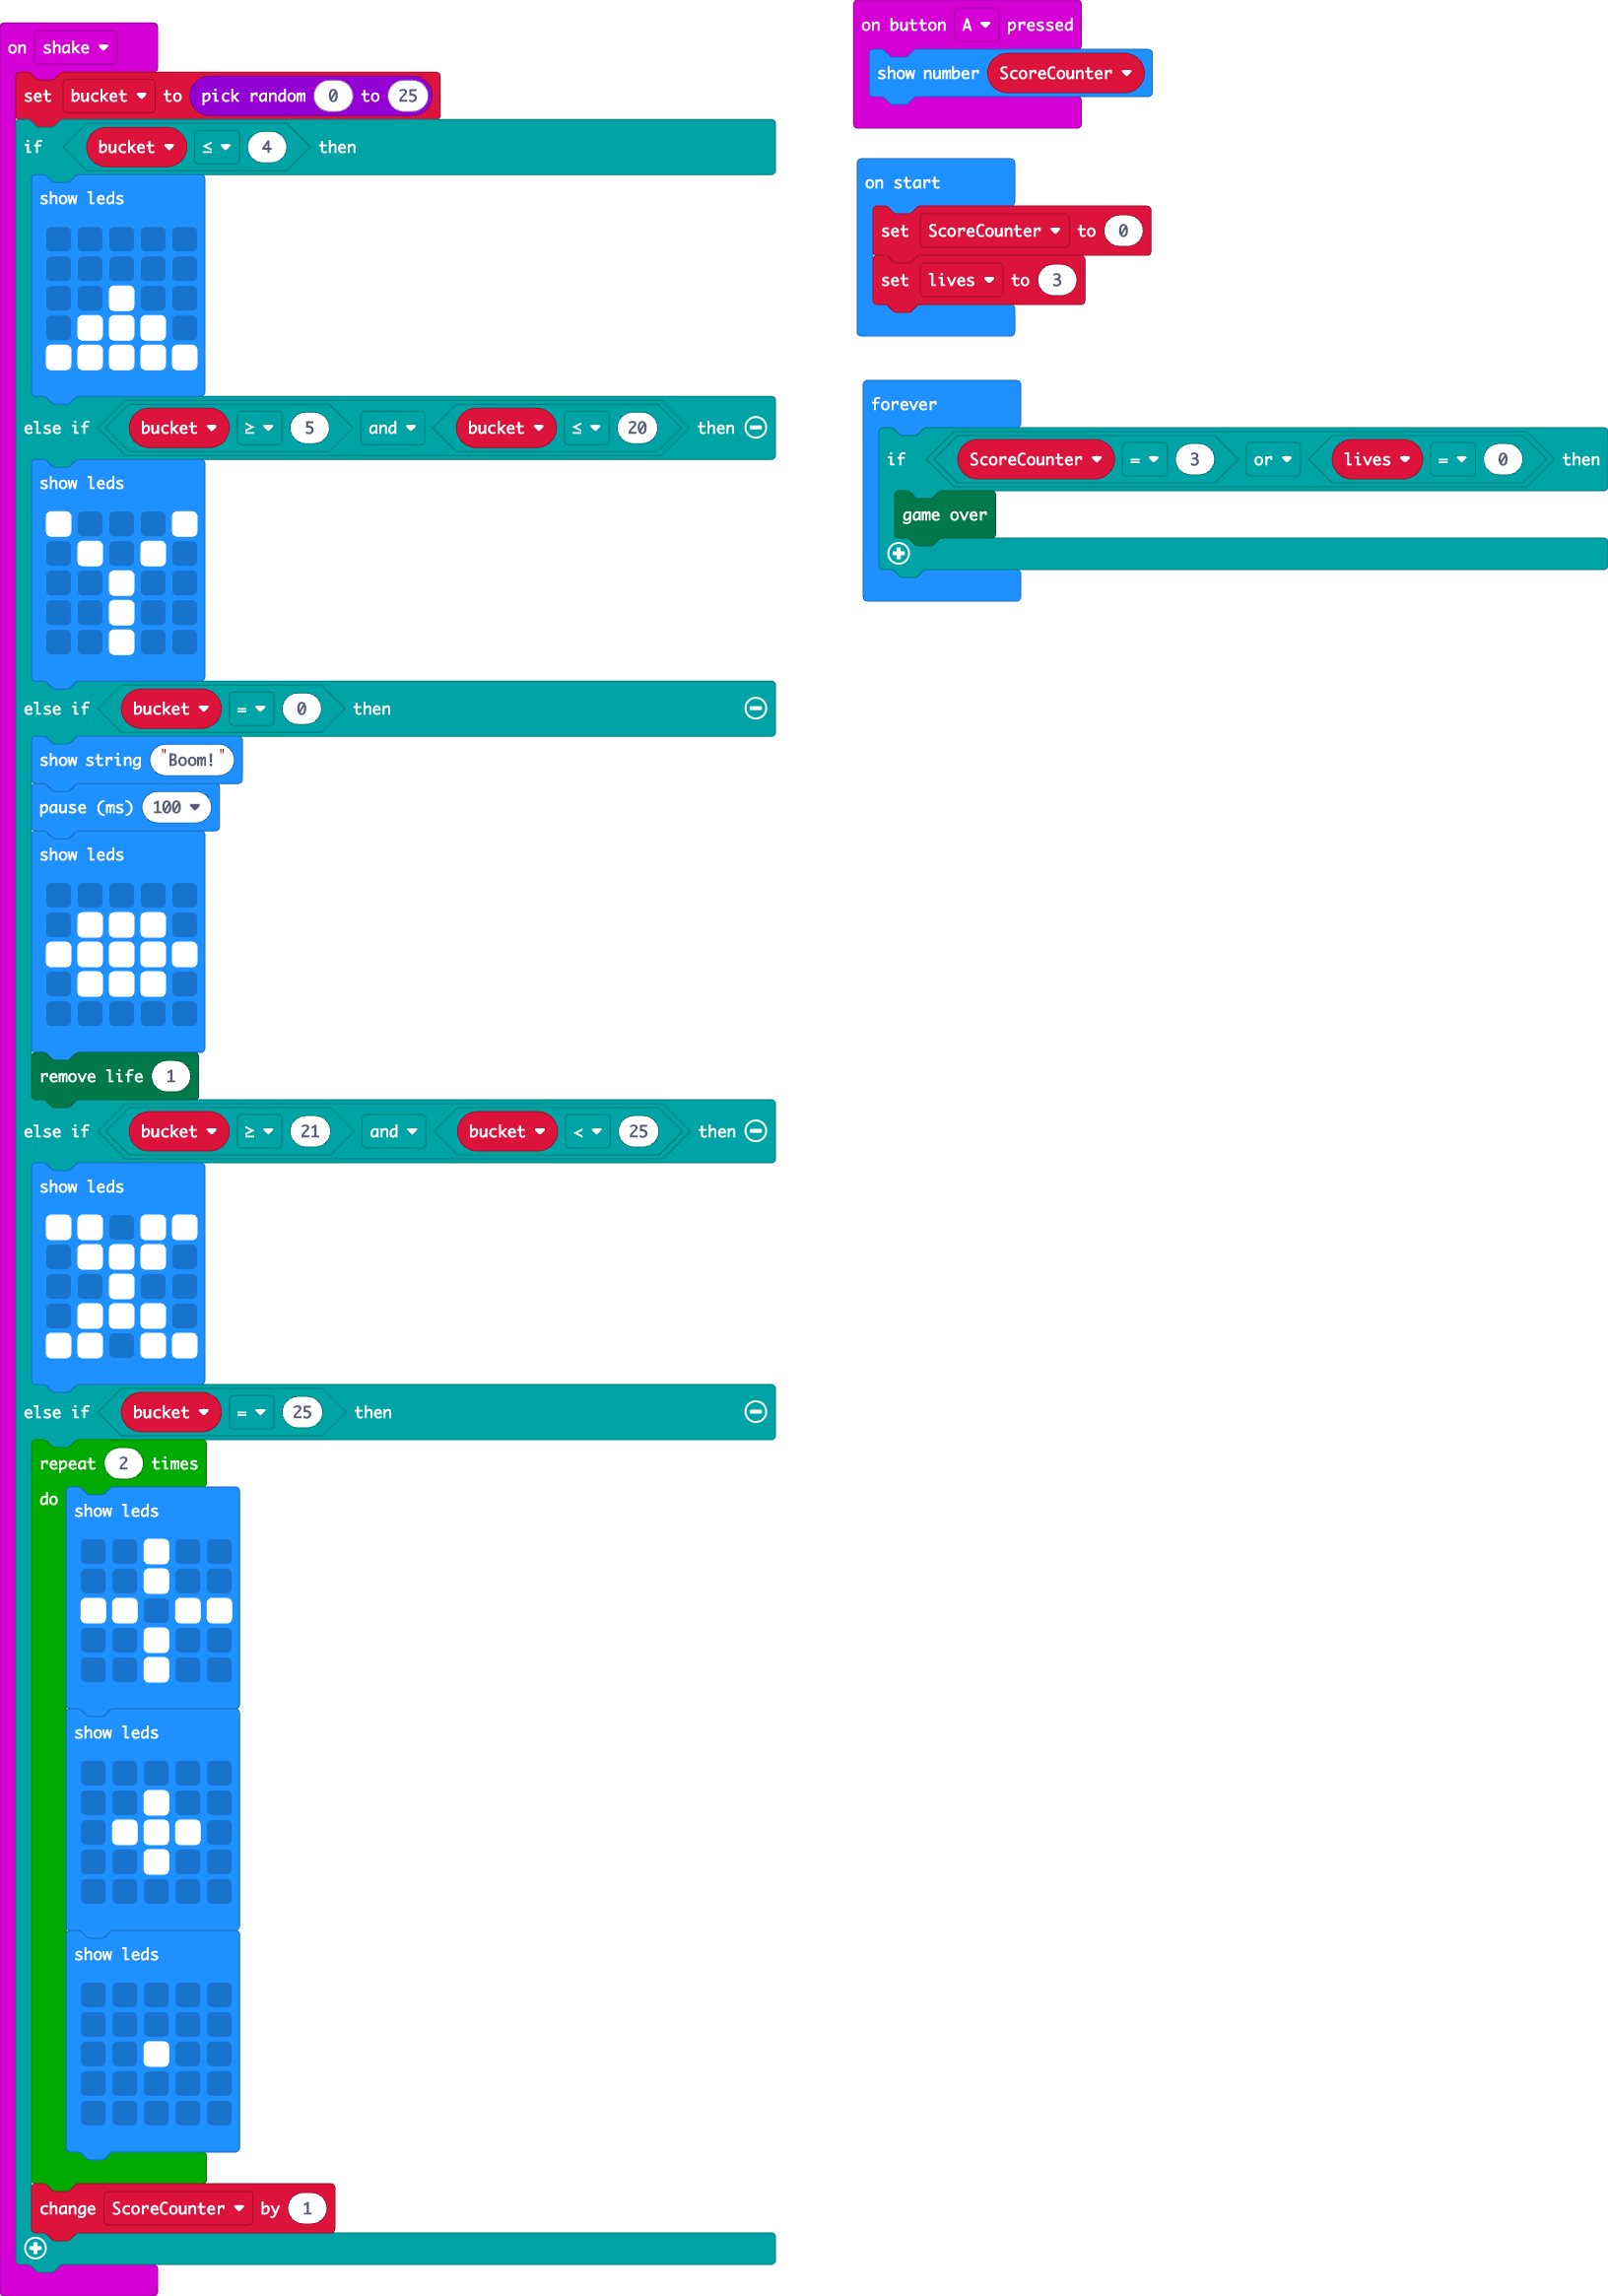 on shake
set bucket to pick random 0 to 25
if bucket ≤ 4 then
show leds
else if bucket ≥ 5 and bucket ≤ 20 then
show leds
else if bucket = 0 then
show string "Boom!"
pause (ms) 100
show leds
remove life 1
else if bucket ≥ 21 and bucket < 25 then
show leds
else if bucket = 25 then
repeat 2 times
do show leds
show leds
show leds
change ScoreCounter by 1
on button A pressed
show number ScoreCounter
on start
set ScoreCounter to 0
set lives to 3
forever
if ScoreCounter = 3 or lives = 0 then
game over